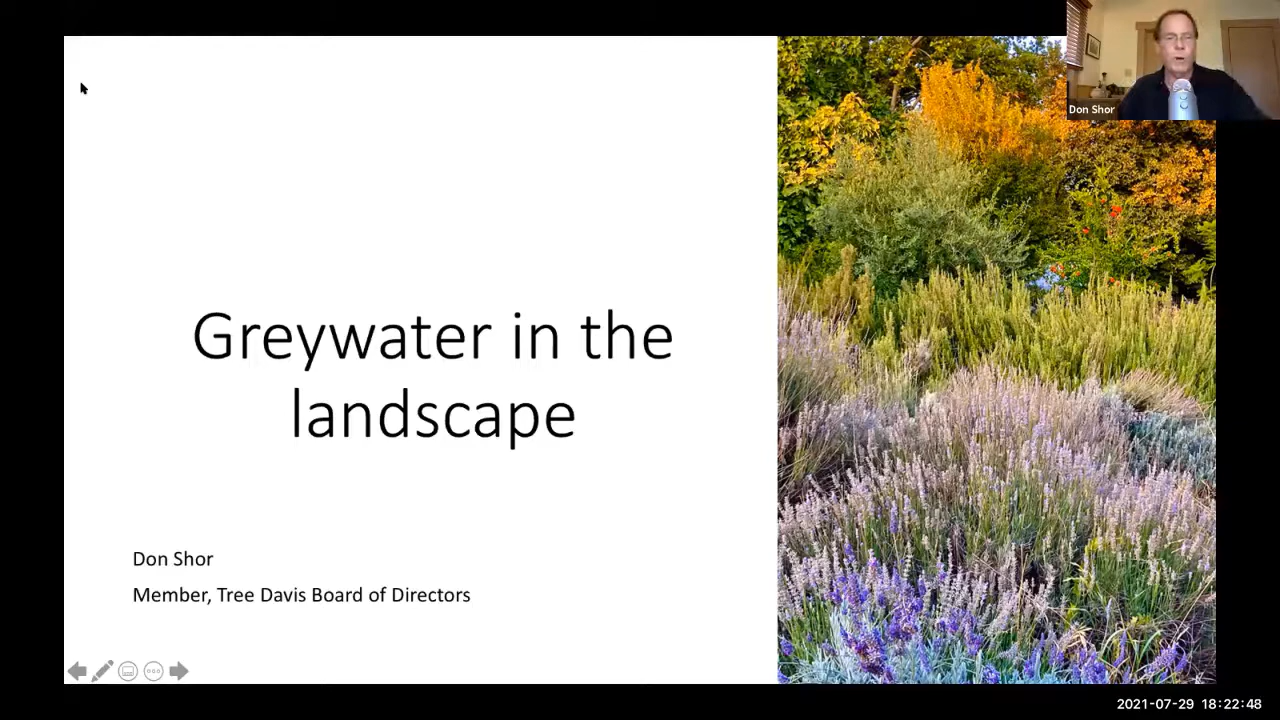 Don Shor
Greywater in the
landscape
Don Shor
Member, Tree Davis Board of Directors
2021-07-29 18:22:48